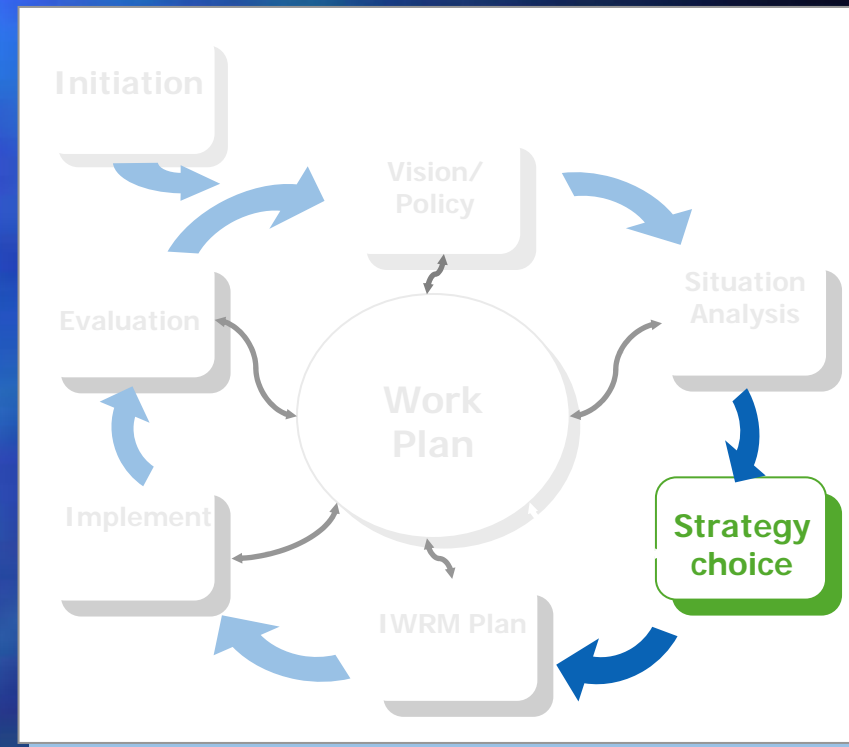 Initiation
Vision/
Policy
Situation
Analysis
Evaluation
Work
Plan
Implement
Strategy
choice
IWRM Plan